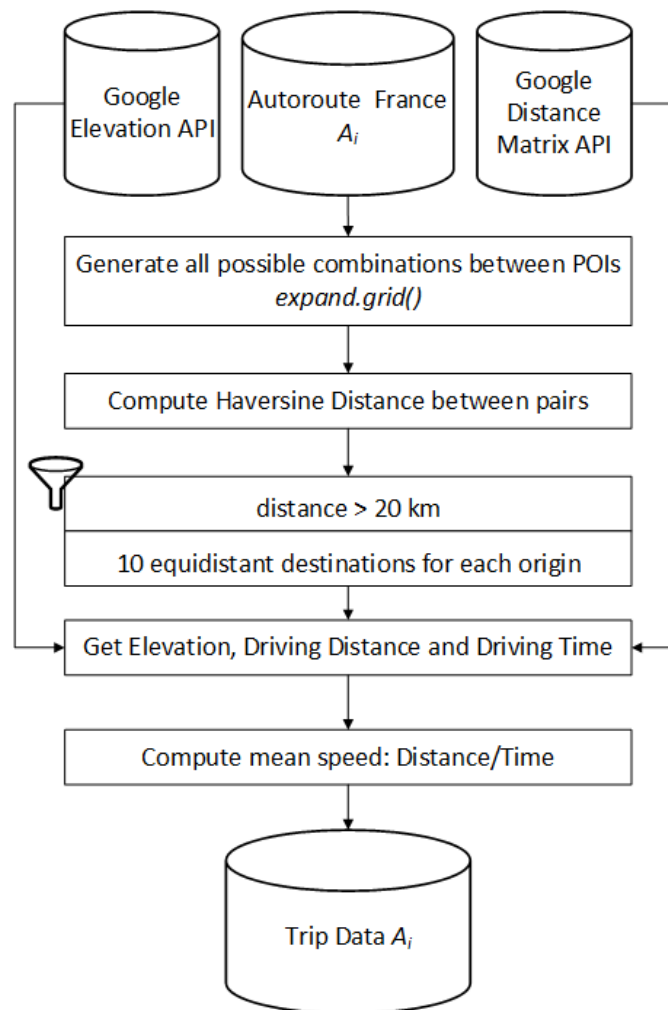 Google
Elevation API
Autoroute France
Ai
Google
Distance
Matrix API
Generate all possible combinations between POIs
expand.grid()
Compute Haversine Distance between pairs
distance > 20 km
10 equidistant destinations for each origin
Get Elevation, Driving Distance and Driving Time
Compute mean speed: Distance/Time
Trip Data Ai